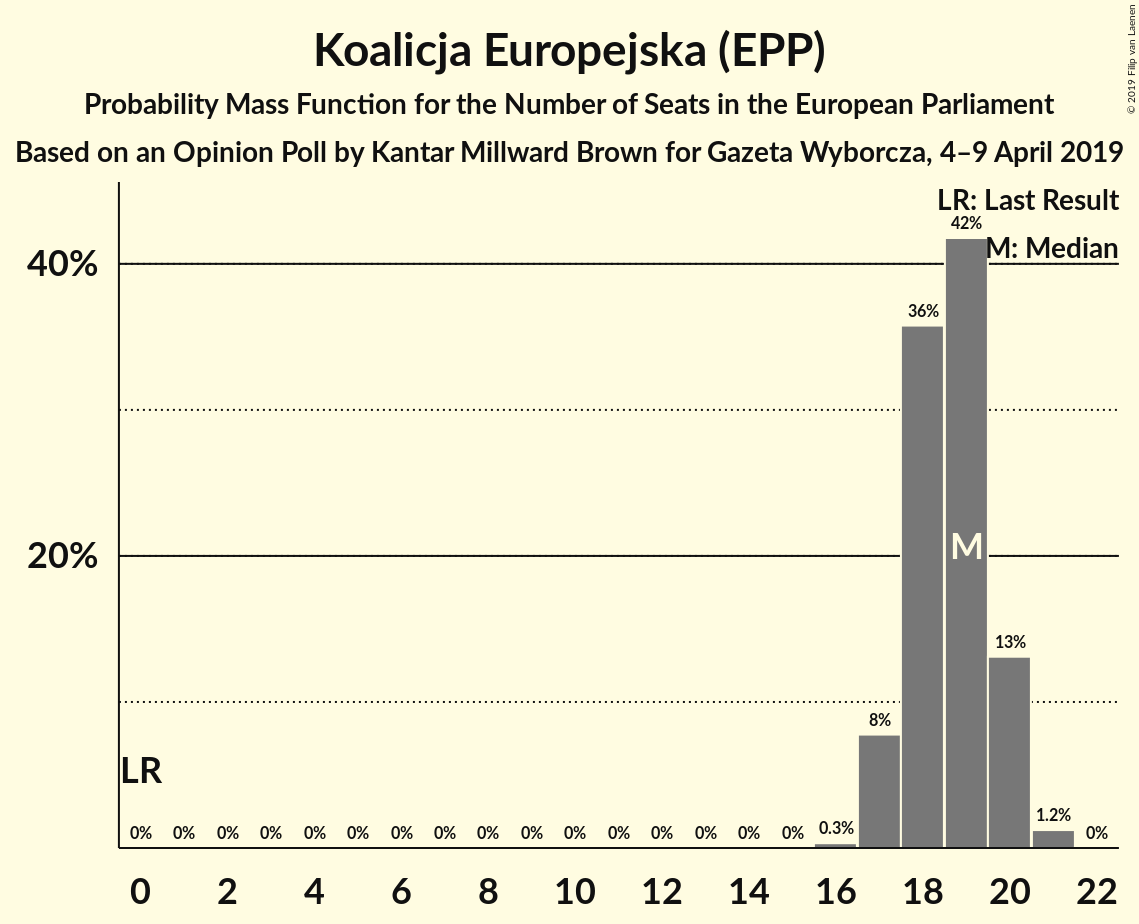 Koalicja Europejska (EPP)
Probability Mass Function for the Number of Seats in the European Parliament
Based on an Opinion Poll by Kantar Millward Brown for Gazeta Wyborcza, 4–9 April 2019
© 2019 Filip van Laenen
LR: Last Result
M: Median
40%
20%
42%
36%
M
13%
8%
LR
0% 0% 0% 0% 0% 0% 0% 0% 0% 0% 0% 0% 0% 0% 0% 0% 0.3% 1.2% 0%
0 2 4 6 8 10 12 14 16 18 20 22